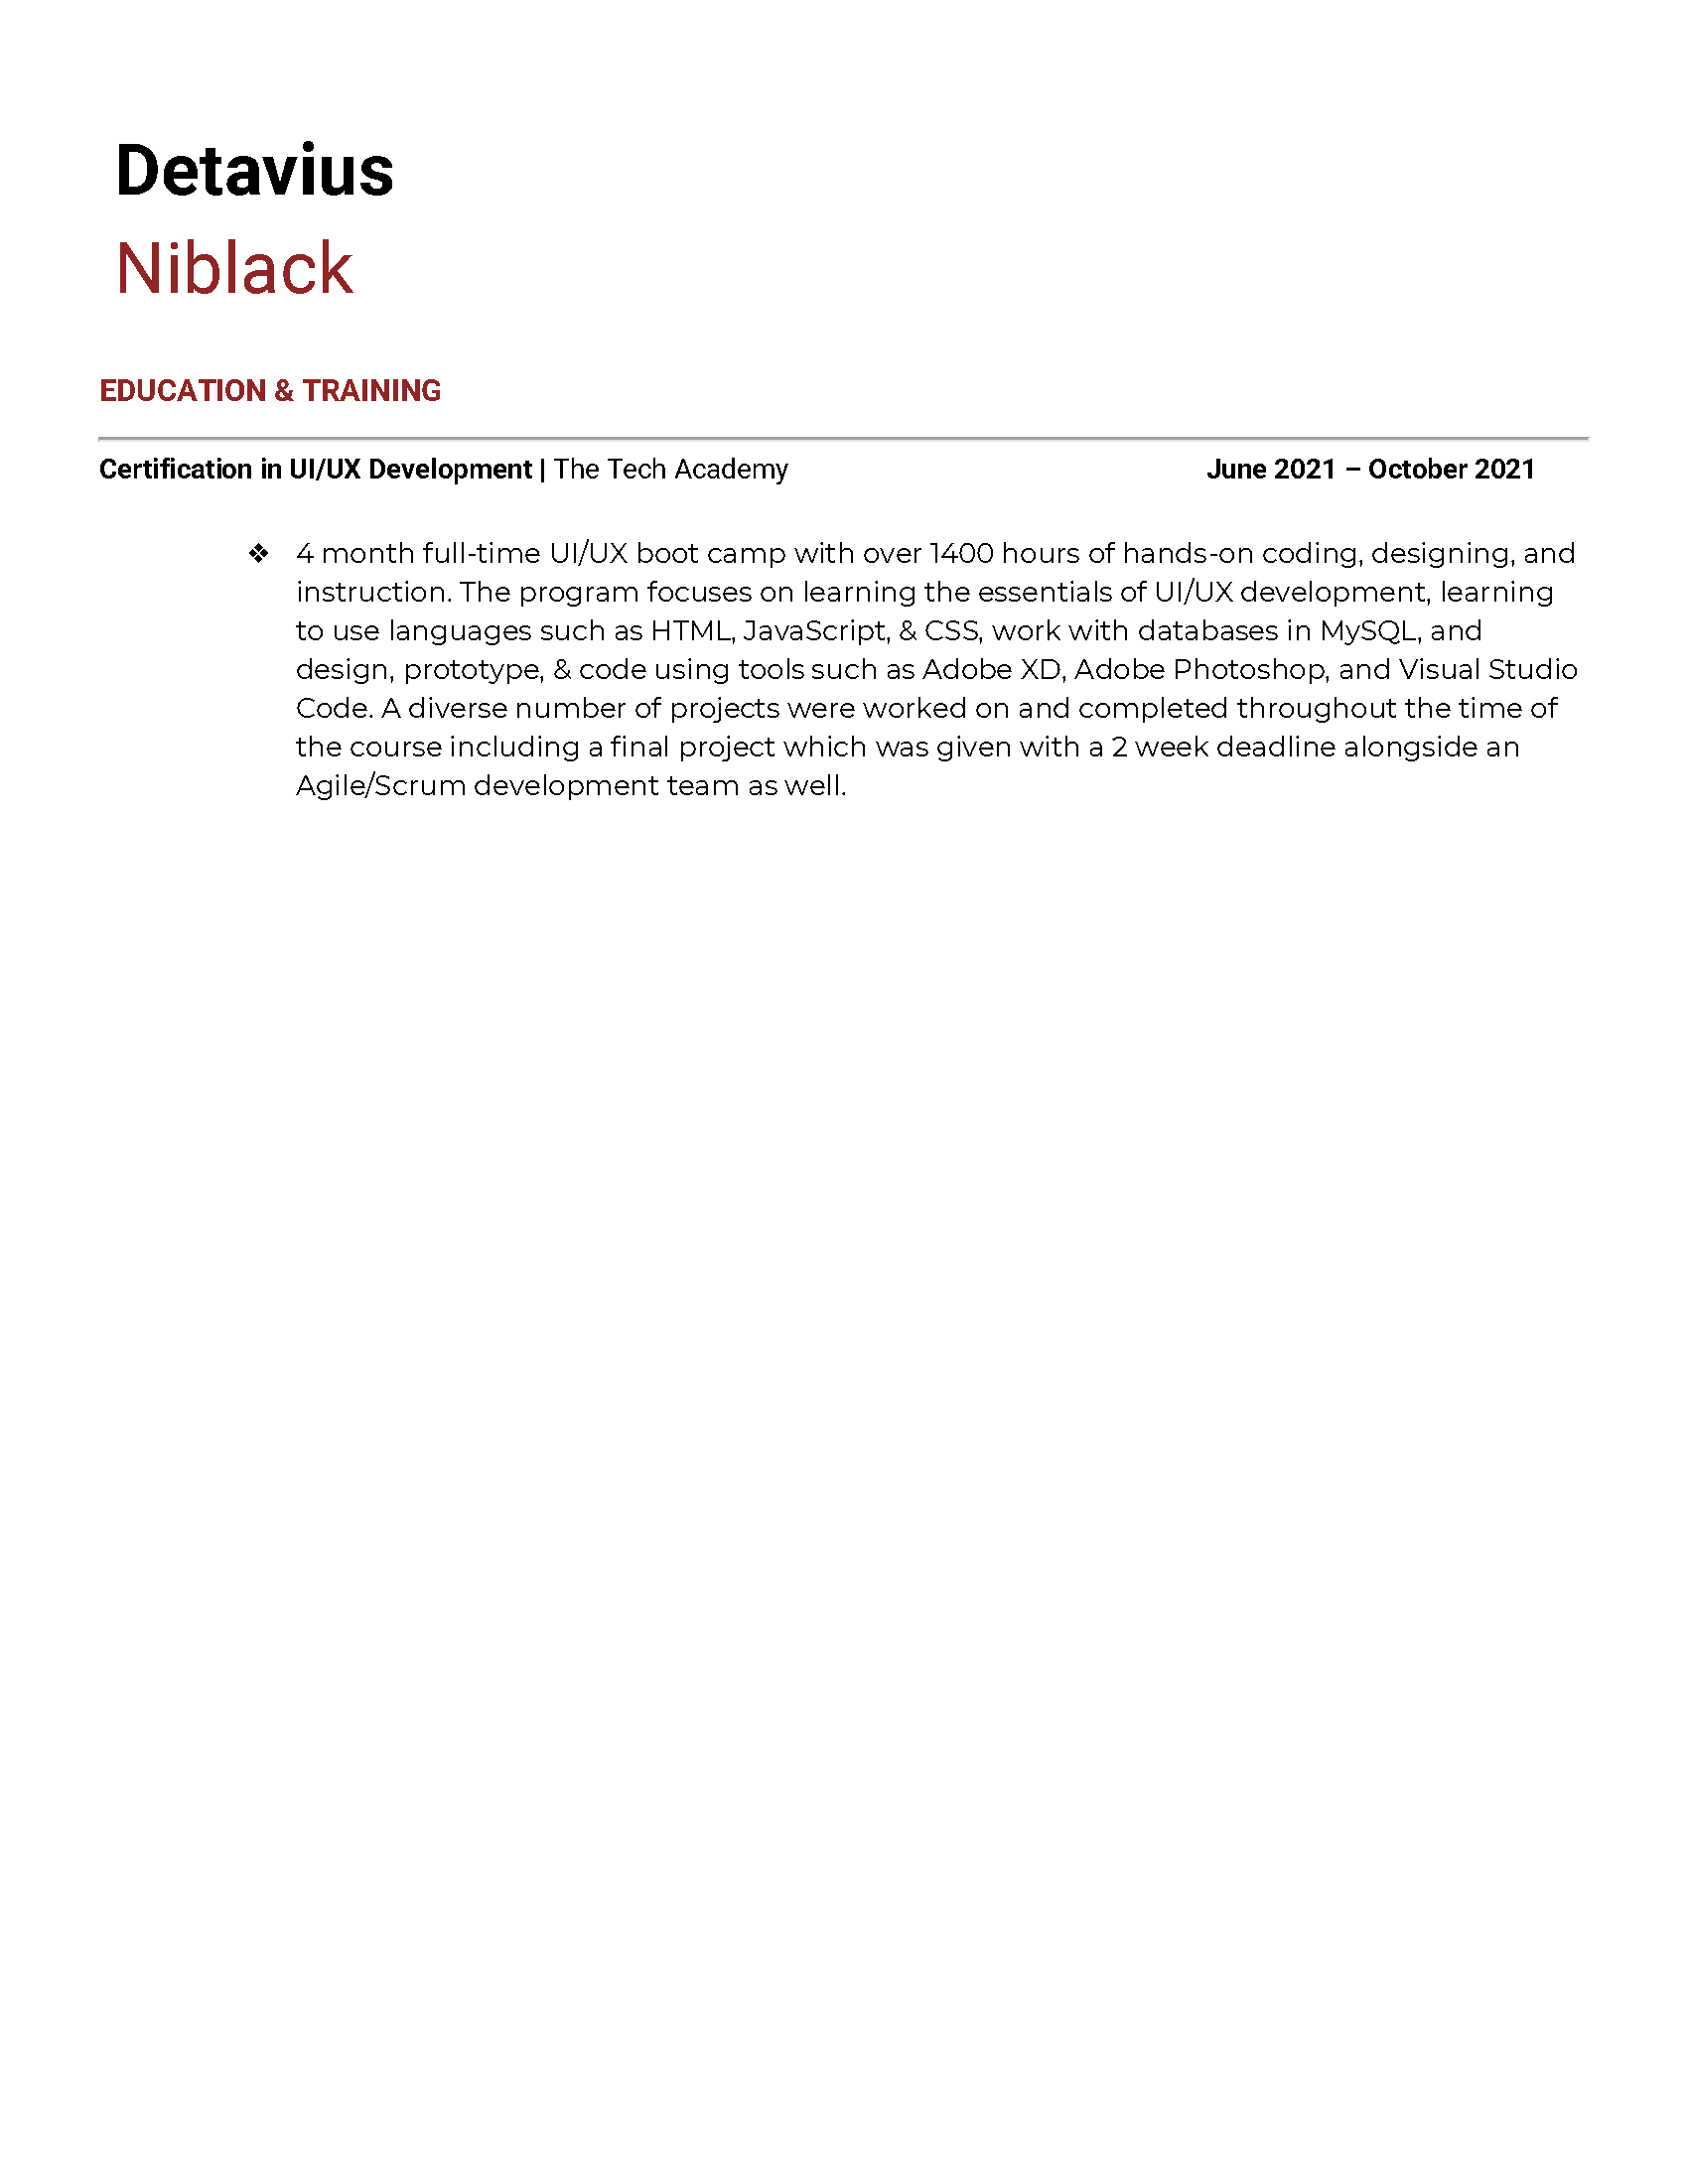 Detavius
Niblack
EDUCATION & TRAINING
Certification in UI/UX Development | The Tech Academy June 2021 – October 2021
❖ 4 month full-time UI/UX boot camp with over 1400 hours of hands-on coding, designing, and
instruction. The program focuses on learning the essentials of UI/UX development, learning
to use languages such as HTML, JavaScript, & CSS, work with databases in MySQL, and
design, prototype, & code using tools such as Adobe XD, Adobe Photoshop, and Visual Studio
Code. A diverse number of projects were worked on and completed throughout the time of
the course including a final project which was given with a 2 week deadline alongside an
Agile/Scrum development team as well.